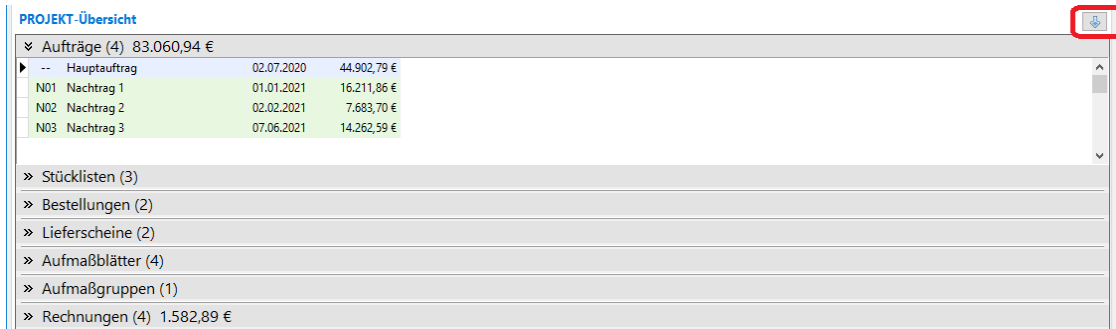 PROJEKT-Übersicht
Aufträge (4) 83.060,94 €
-- Hauptauftrag 02.07.2020 44.902,79 €
N01 Nachtrag 1 01.01.2021 16.211,86 €
N02 Nachtrag 2 02.02.2021 7.683,70 €
N03 Nachtrag 3 07.06.2021 14.262,59 €
Stücklisten (3)
Bestellungen (2)
Lieferscheine (2)
Aufmaßblätter (4)
Aufmaßgruppen (1)
Rechnungen (4) 1.582,89 €